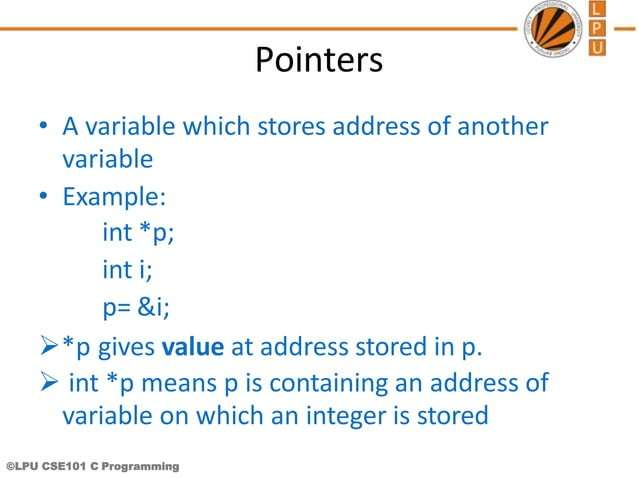 L
P
U
Pointers
• A variable which stores address of another
variable
• Example:
int *p;
int i;
p= &i;
➢*p gives value at address stored in p.
➢ int *p means p is containing an address of
variable on which an integer is stored
©LPU CSE101 C Programming